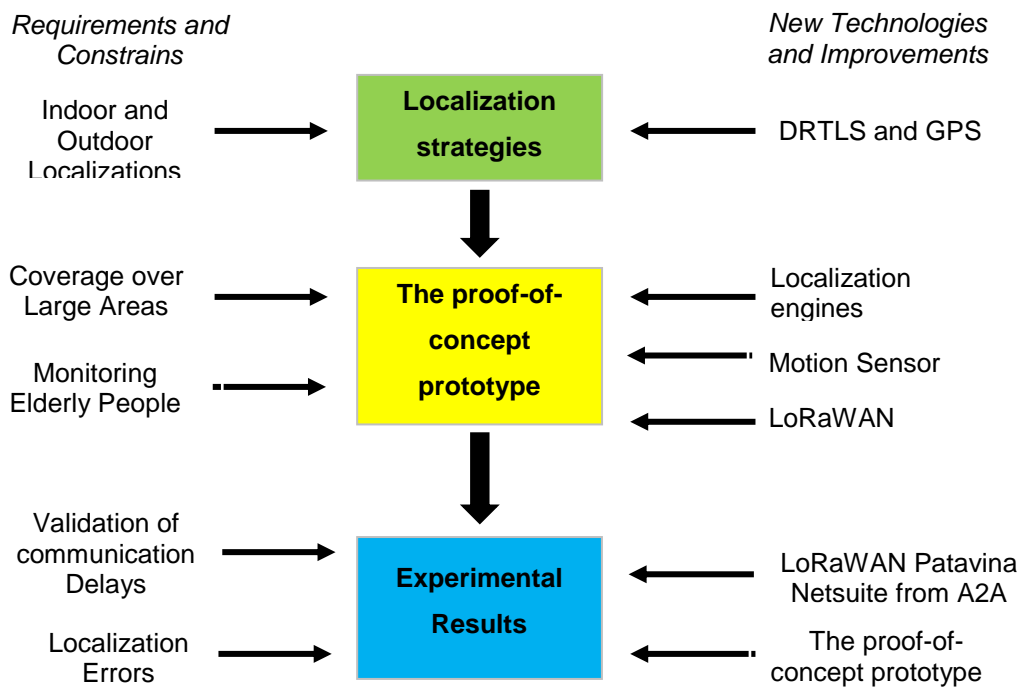 Requirements and
Constrains
New Technologies
and Improvements
Indoor and
Outdoor
Localizations
Localization
strategies
DRTLS and GPS
Coverage over
Large Areas
Monitoring
Elderly People
The proof-of-
concept
prototype
Localization
engines
Motion Sensor
LoRaWAN
Validation of
communication
Delays
Localization
Errors
Experimental
Results
LoRaWAN Patavina
Netsuite from A2A
The proof-of-
concept prototype